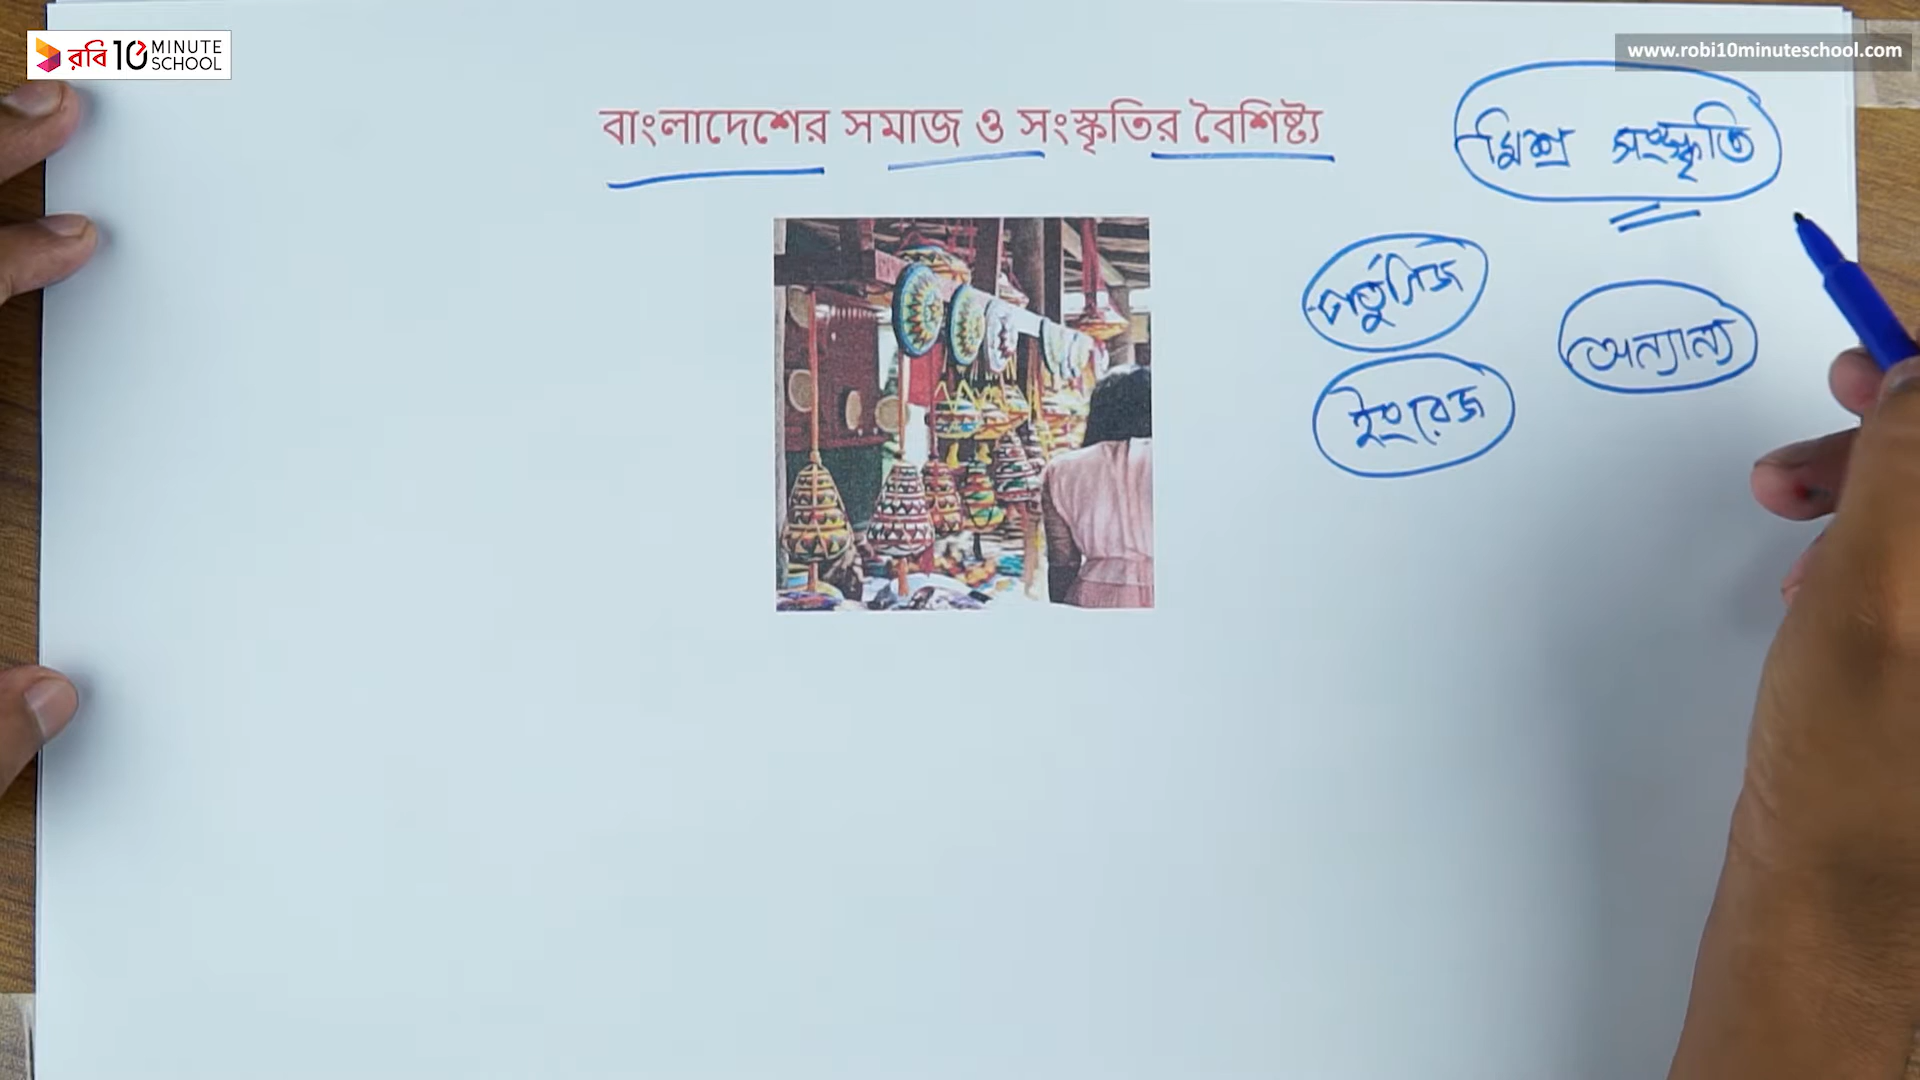 রবি 10 MINUTE SCHOOL
www.robi10minuteschool.com
বাংলাদেশের সমাজ ও সংস্কৃতির বৈশিষ্ট্য
মিশ্র সংস্কৃতি
পর্তুগিজ
অন্যান্য
ইংরেজ